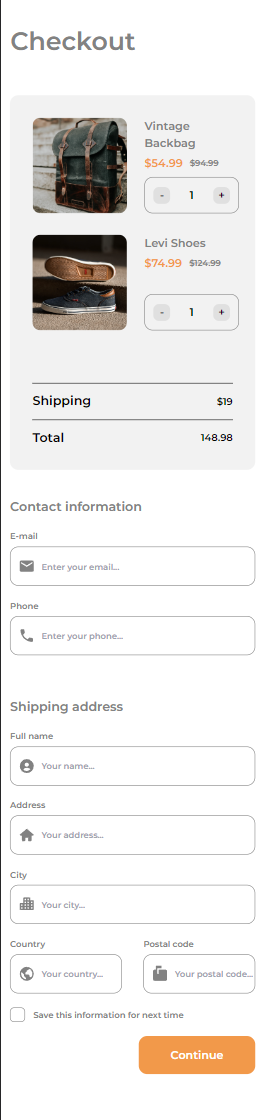 Checkout
Vintage
Backbag
$54.99 $94.99
- 1 +
Levi Shoes
$74.99 $124.99
- 1 +
Shipping $19
Total 148.98
Contact information
E-mail
Enter your email...
Phone
Enter your phone...
Shipping address
Full name
Your name...
Address
Your address...
City
Your city...
Country Postal code
Your country... Your postal code...
Save this information for next time
Continue